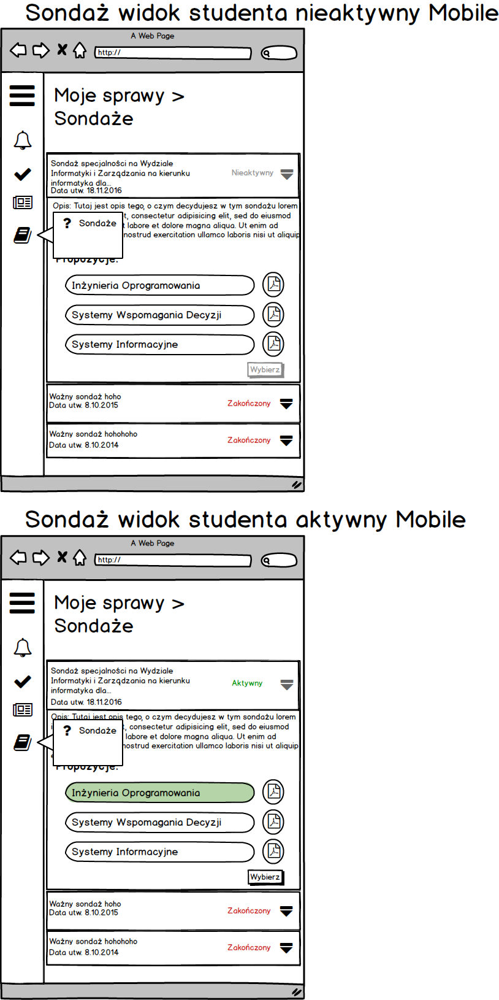 Sondaż widok studenta nieaktywny Mobile
A Web Page
http://
Moje sprawy >
Sondaże
Sondaż specjalności na Wydziale
Informatyki i Zarządzania na kierunku
informatyka dla...
Data utw. 18.11.2016
Nieaktywny
Opis: Tutaj jest opis tego, o czym decydujesz w tym sondażu lorem
t, consectetur adipisicing elit, sed do eiusmod
t labore et dolore magna aliqua. Ut enim ad
nostrud exercitation ullamco laboris nisi ut aliquip
? Sondaże
Propozycje:
Inżynieria Oprogramowania
Systemy Wspomagania Decyzji
Systemy Informacyjne
Wybierz
Ważny sondaż hoho
Data utw. 8.10.2015
Zakończony
Ważny sondaż hohohoho
Data utw. 8.10.2014
Zakończony
Sondaż widok studenta aktywny Mobile
A Web Page
http://
Moje sprawy >
Sondaże
Sondaż specjalności na Wydziale
Informatyki i Zarządzania na kierunku
informatyka dla...
Data utw. 18.11.2016
Aktywny
Opis: Tutaj jest opis tego, o czym decydujesz w tym sondażu lorem
, consectetur adipisicing elit, sed do eiusmod
labore et dolore magna aliqua. Ut enim ad
nostrud exercitation ullamco laboris nisi ut aliquip
? Sondaże
Propozycje:
Inżynieria Oprogramowania
Systemy Wspomagania Decyzji
Systemy Informacyjne
Wybierz
Ważny sondaż hoho
Data utw. 8.10.2015
Zakończony
Ważny sondaż hohohoho
Data utw. 8.10.2014
Zakończony